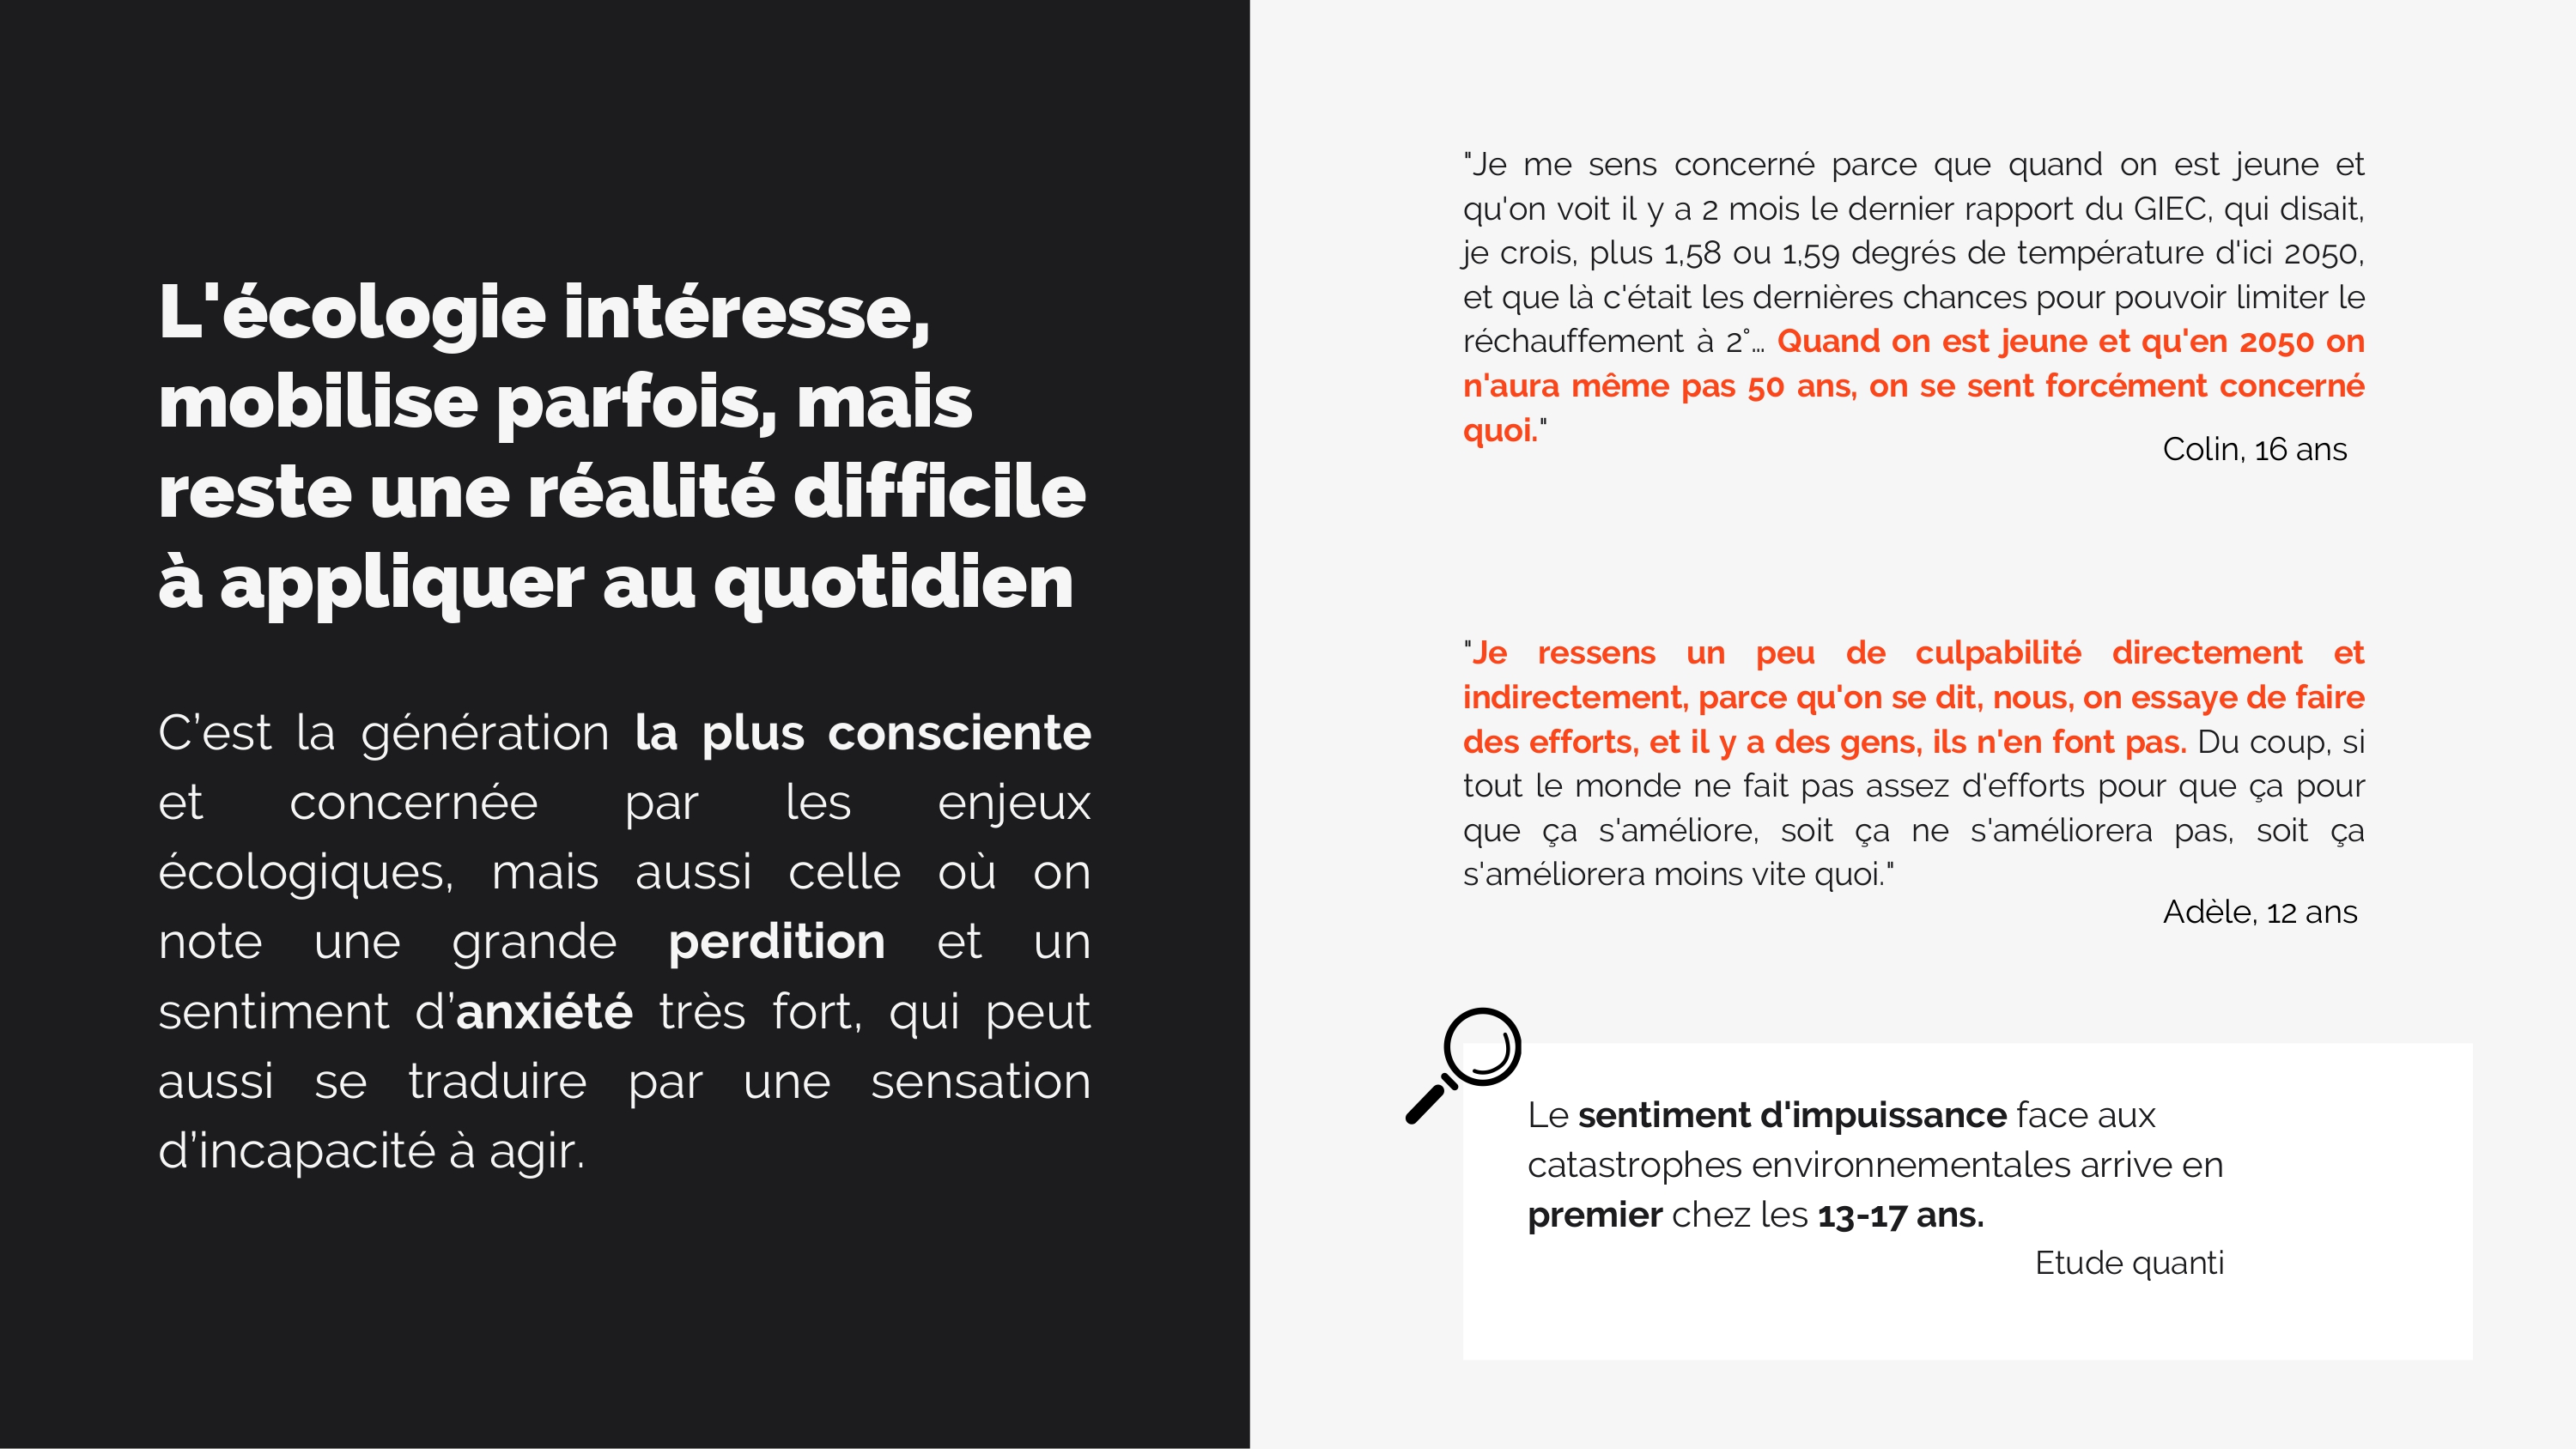 L'écologie intéresse,
mobilise parfois, mais
reste une réalité difficile
à appliquer au quotidien
C’est la génération la plus consciente
et concernée par les enjeux
écologiques, mais aussi celle où on
note une grande perdition et un
sentiment d’anxiété très fort, qui peut
aussi se traduire par une sensation
d’incapacité à agir.
"Je me sens concerné parce que quand on est jeune et
qu'on voit il y a 2 mois le dernier rapport du GIEC, qui disait,
je crois, plus 1,58 ou 1,59 degrés de température d'ici 2050,
et que là c'était les dernières chances pour pouvoir limiter le
réchauffement à 2°… Quand on est jeune et qu'en 2050 on
n'aura même pas 50 ans, on se sent forcément concerné
quoi."
Colin, 16 ans
"Je ressens un peu de culpabilité directement et
indirectement, parce qu'on se dit, nous, on essaye de faire
des efforts, et il y a des gens, ils n'en font pas. Du coup, si
tout le monde ne fait pas assez d'efforts pour que ça pour
que ça s'améliore, soit ça ne s'améliorera pas, soit ça
s'améliorera moins vite quoi."
Adèle, 12 ans
Le sentiment d'impuissance face aux
catastrophes environnementales arrive en
premier chez les 13-17 ans.
Etude quanti